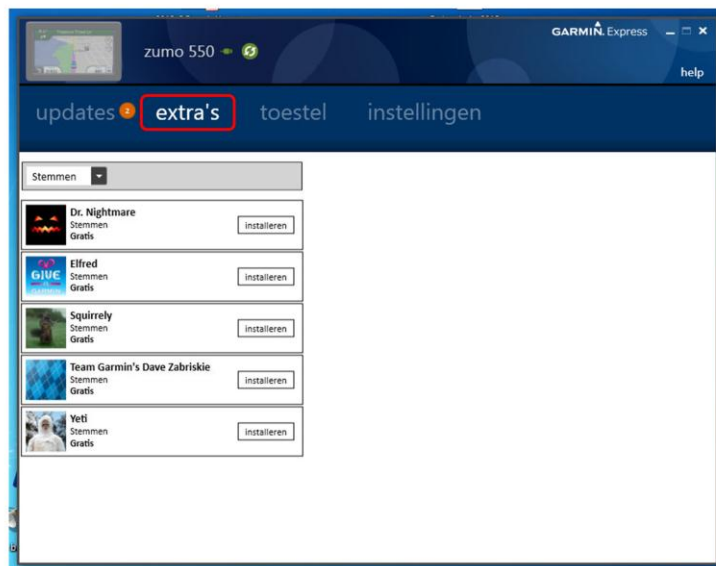 GARMIN. Express
zumo 550
help
updates 2 extra's toestel instellingen
Stemmen
Dr. Nightmare
Stemmen
Gratis
installeren
GIVE
Elfred
Stemmen
Gratis
installeren
Squirrely
Stemmen
Gratis
installeren
Team Garmin's Dave Zabriskie
Stemmen
Gratis
installeren
Yeti
Stemmen
Gratis
installeren